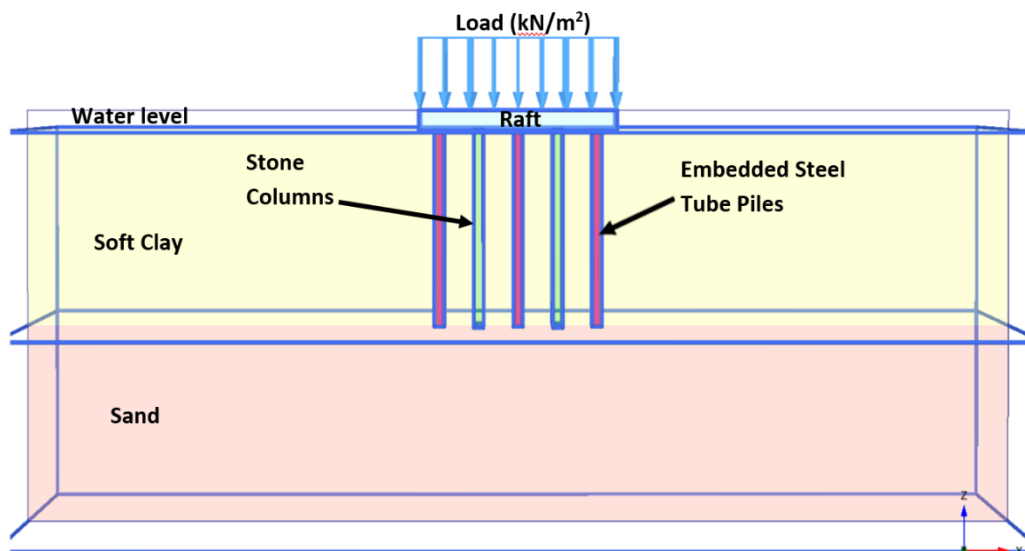 Load (kN/m²)
Water level
Raft
Stone
Columns
Embedded Steel
Tube Piles
Soft Clay
Sand
z
x